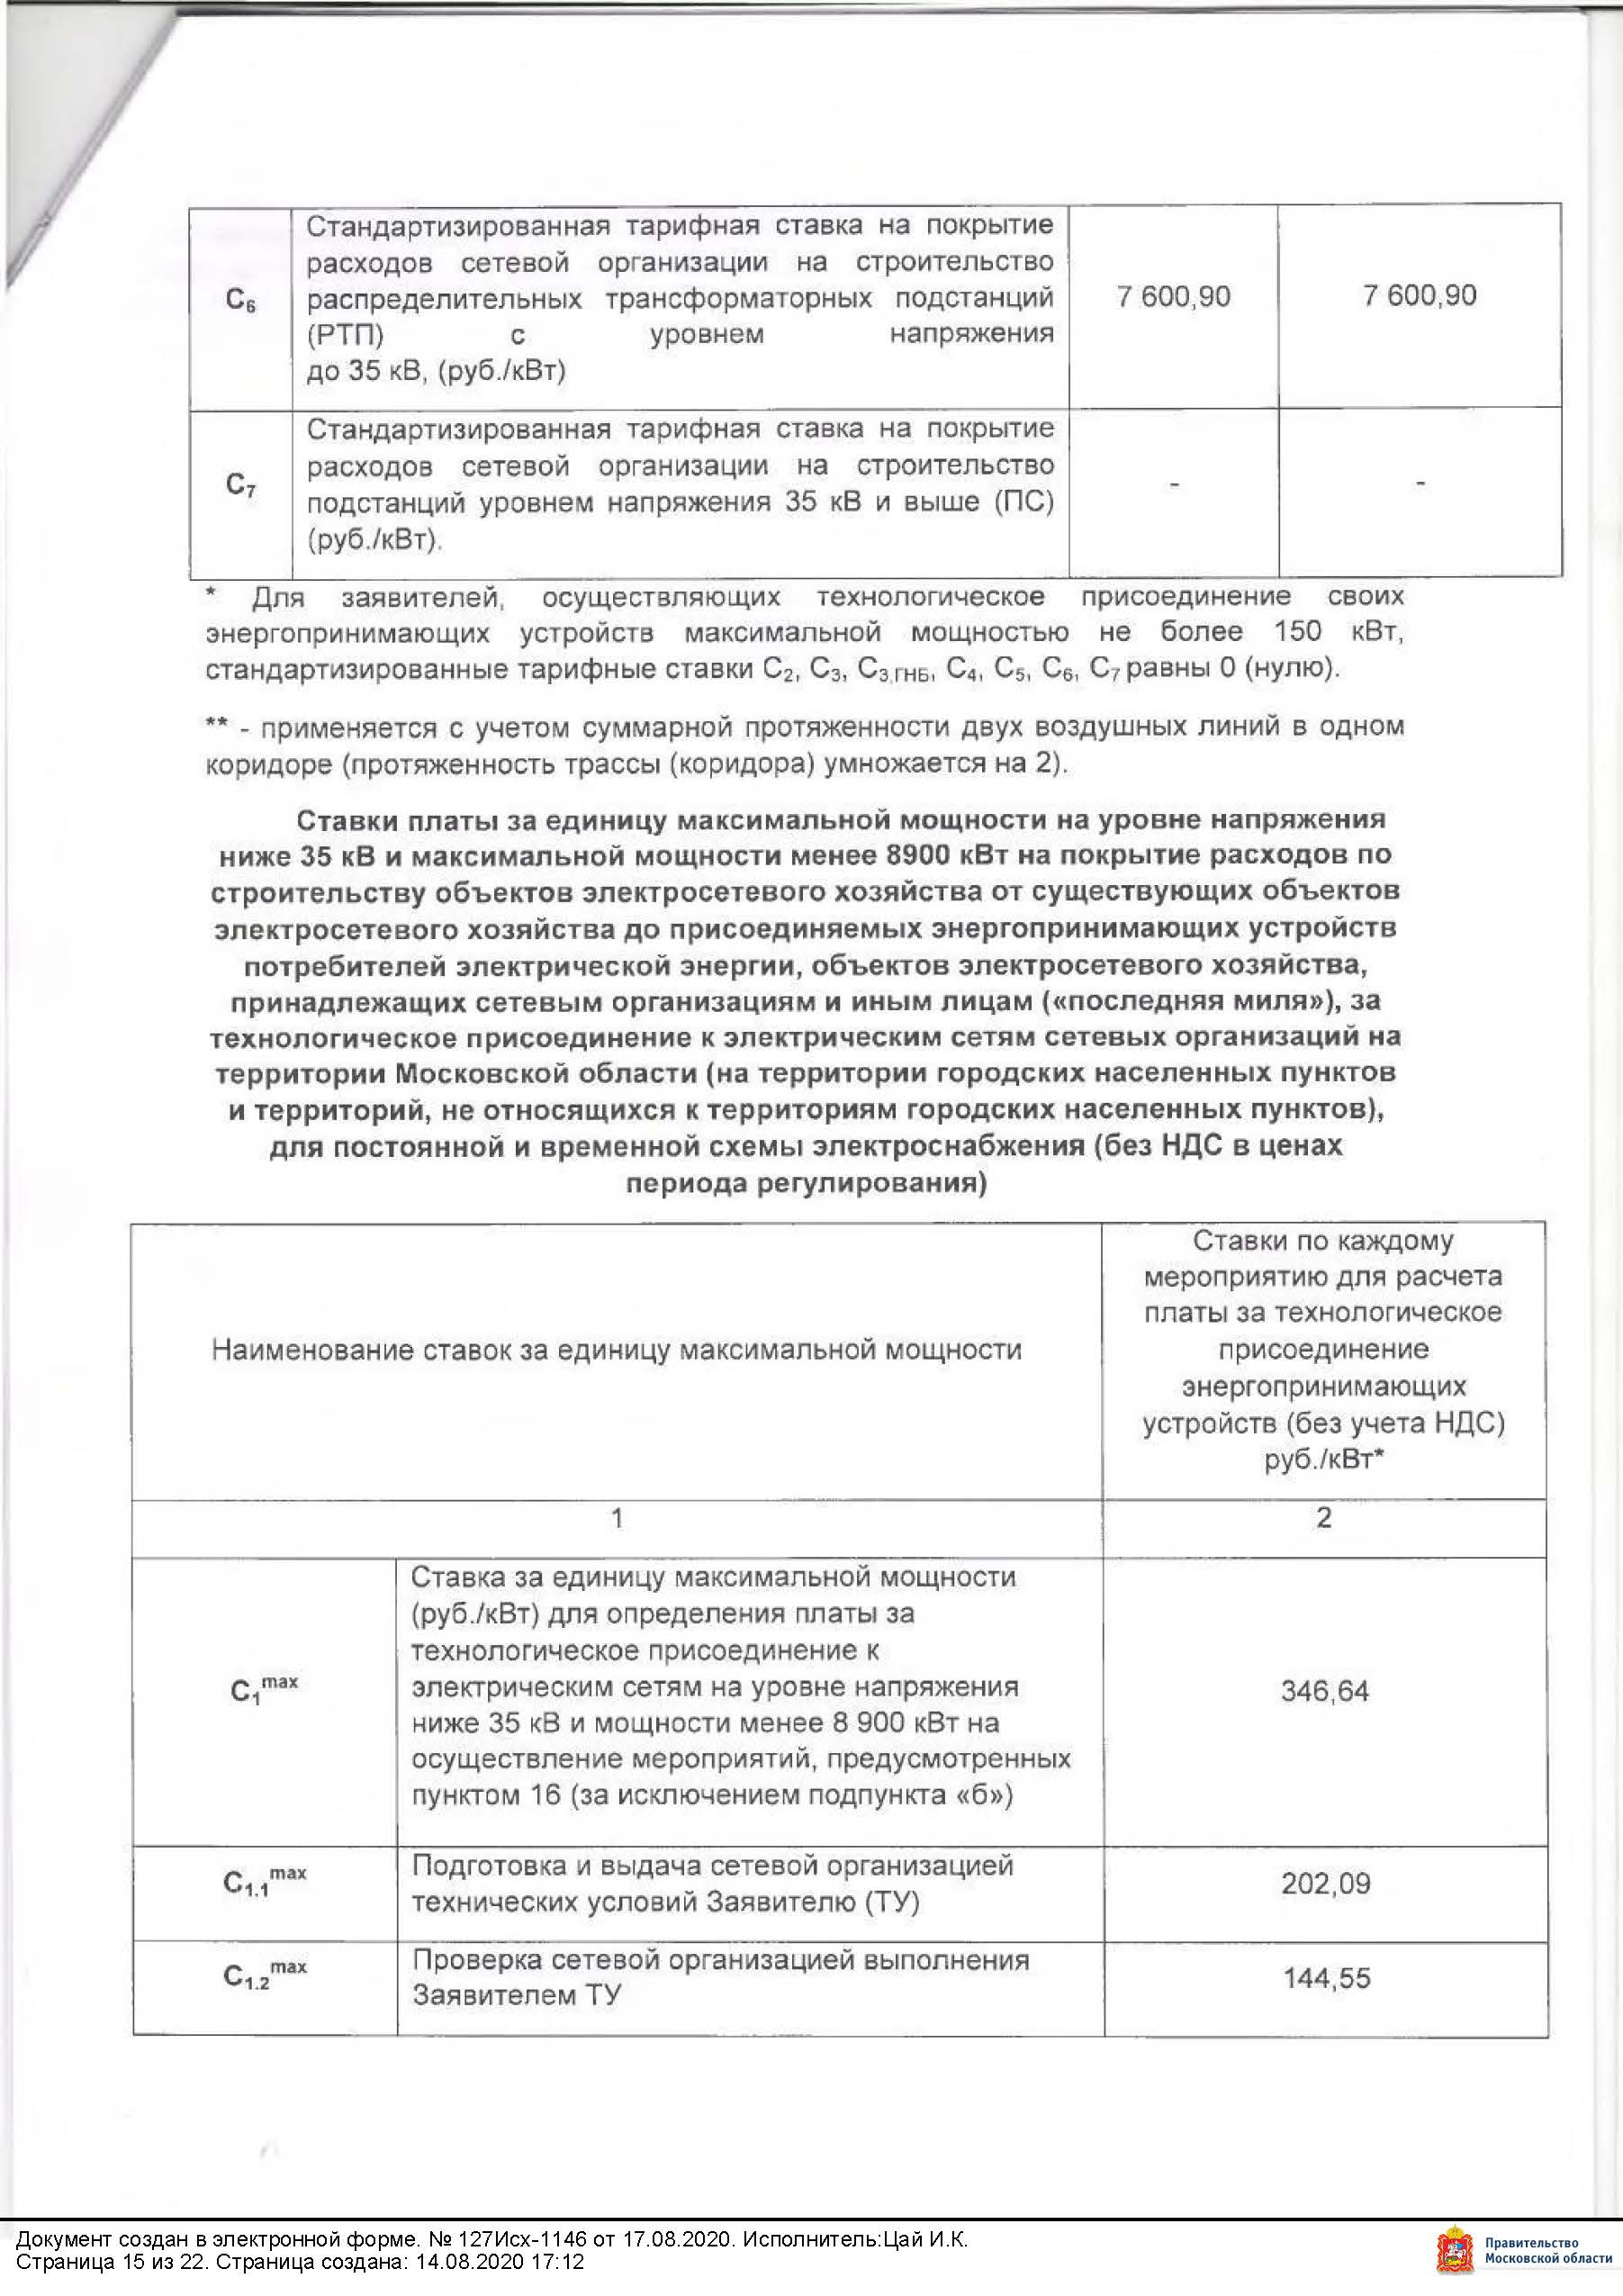 С6
Стандартизированная тарифная ставка на покрытие
расходов сетевой организации на строительство
распределительных трансформаторных подстанций
(РТП) с уровнем напряжения
до 35 кВ, (руб./кВт)
7 600,90
7 600,90
С7
Стандартизированная тарифная ставка на покрытие
расходов сетевой организации на строительство
подстанций уровнем напряжения 35 кВ и выше (ПС)
(руб./кВт).
-
-
* Для заявителей, осуществляющих технологическое присоединение своих
энергопринимающих устройств максимальной мощностью не более 150 кВт,
стандартизированные тарифные ставки С2, С3, С3.ГНБ, С4, С5, С6, С7 равны 0 (нулю).
** - применяется с учетом суммарной протяженности двух воздушных линий в одном
коридоре (протяженность трассы (коридора) умножается на 2).
Ставки платы за единицу максимальной мощности на уровне напряжения
ниже 35 кВ и максимальной мощности менее 8900 кВт на покрытие расходов по
строительству объектов электросетевого хозяйства от существующих объектов
электросетевого хозяйства до присоединяемых энергопринимающих устройств
потребителей электрической энергии, объектов электросетевого хозяйства,
принадлежащих сетевым организациям и иным лицам («последняя миля»), за
технологическое присоединение к электрическим сетям сетевых организаций на
территории Московской области (на территории городских населенных пунктов
и территорий, не относящихся к территориям городских населенных пунктов),
для постоянной и временной схемы электроснабжения (без НДС в ценах
периода регулирования)
Наименование ставок за единицу максимальной мощности
Ставки по каждому
мероприятию для расчета
платы за технологическое
присоединение
энергопринимающих
устройств (без учета НДС)
руб./кВт*
1
2
С1max
Ставка за единицу максимальной мощности
(руб./кВт) для определения платы за
технологическое присоединение к
электрическим сетям на уровне напряжения
ниже 35 кВ и мощности менее 8 900 кВт на
осуществление мероприятий, предусмотренных
пунктом 16 (за исключением подпункта «б»)
346,64
С1.1max
Подготовка и выдача сетевой организацией
технических условий Заявителю (ТУ)
202,09
С1.2max
Проверка сетевой организацией выполнения
Заявителем ТУ
144,55
Документ создан в электронной форме. № 127Исх-1146 от 17.08.2020. Исполнитель:Цай И.К.
Страница 15 из 22. Страница создана: 14.08.2020 17:12
Правительство
Московской области